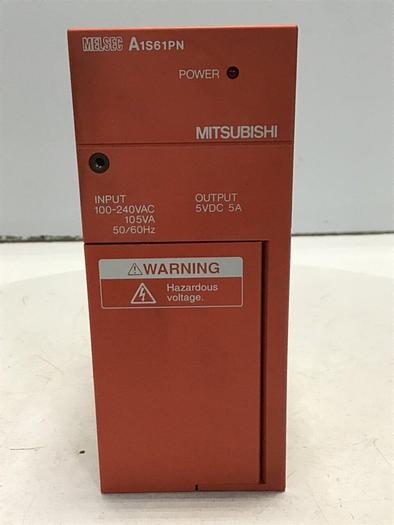 MELSEC A1S61PN
POWER
MITSUBISHI
INPUT
100-240VAC
105VA
50/60Hz
OUTPUT
5VDC 5A
⚠WARNING
Hazardous
voltage.